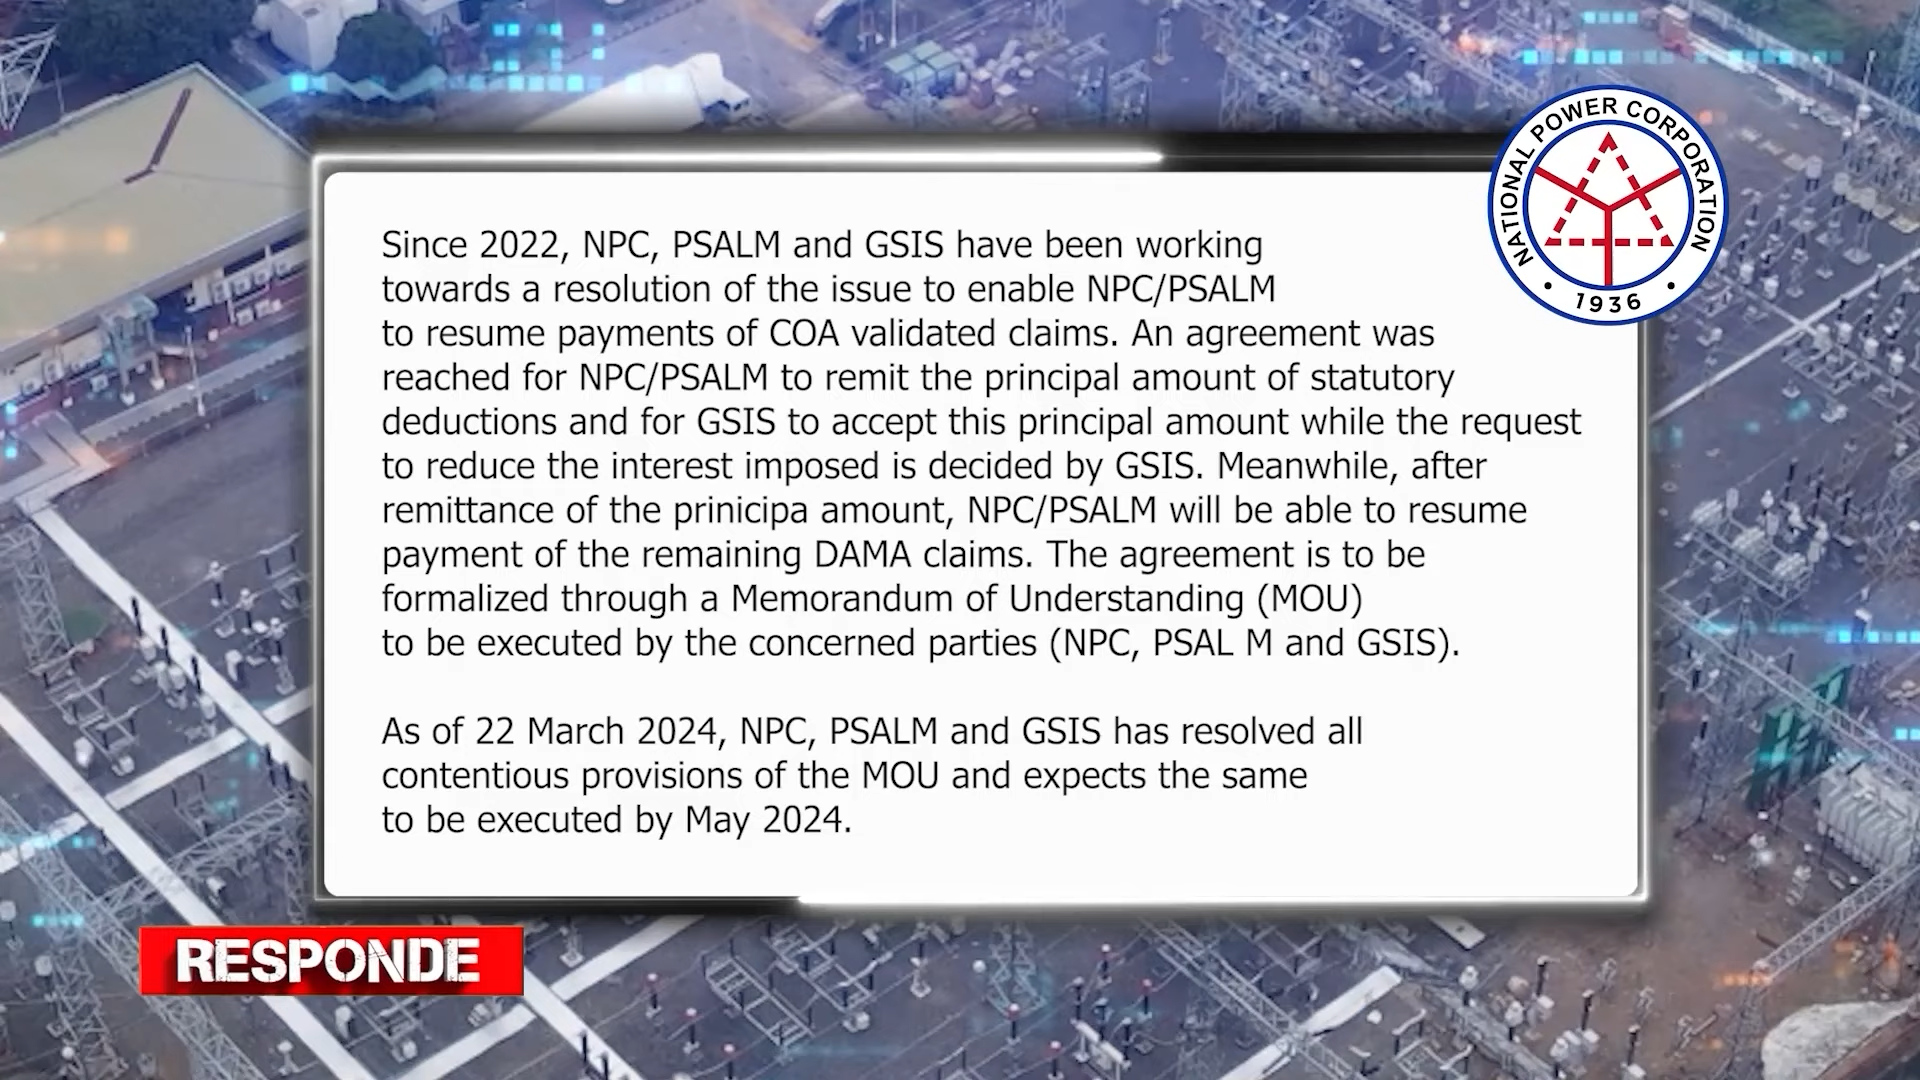 NATIONAL POWER CORPORATION
1936
Since 2022, NPC, PSALM and GSIS have been working
towards a resolution of the issue to enable NPC/PSALM
to resume payments of COA validated claims. An agreement was
reached for NPC/PSALM to remit the principal amount of statutory
deductions and for GSIS to accept this principal amount while the request
to reduce the interest imposed is decided by GSIS. Meanwhile, after
remittance of the prinicipa amount, NPC/PSALM will be able to resume
payment of the remaining DAMA claims. The agreement is to be
formalized through a Memorandum of Understanding (MOU)
to be executed by the concerned parties (NPC, PSAL M and GSIS).
As of 22 March 2024, NPC, PSALM and GSIS has resolved all
contentious provisions of the MOU and expects the same
to be executed by May 2024.
RESPONDE